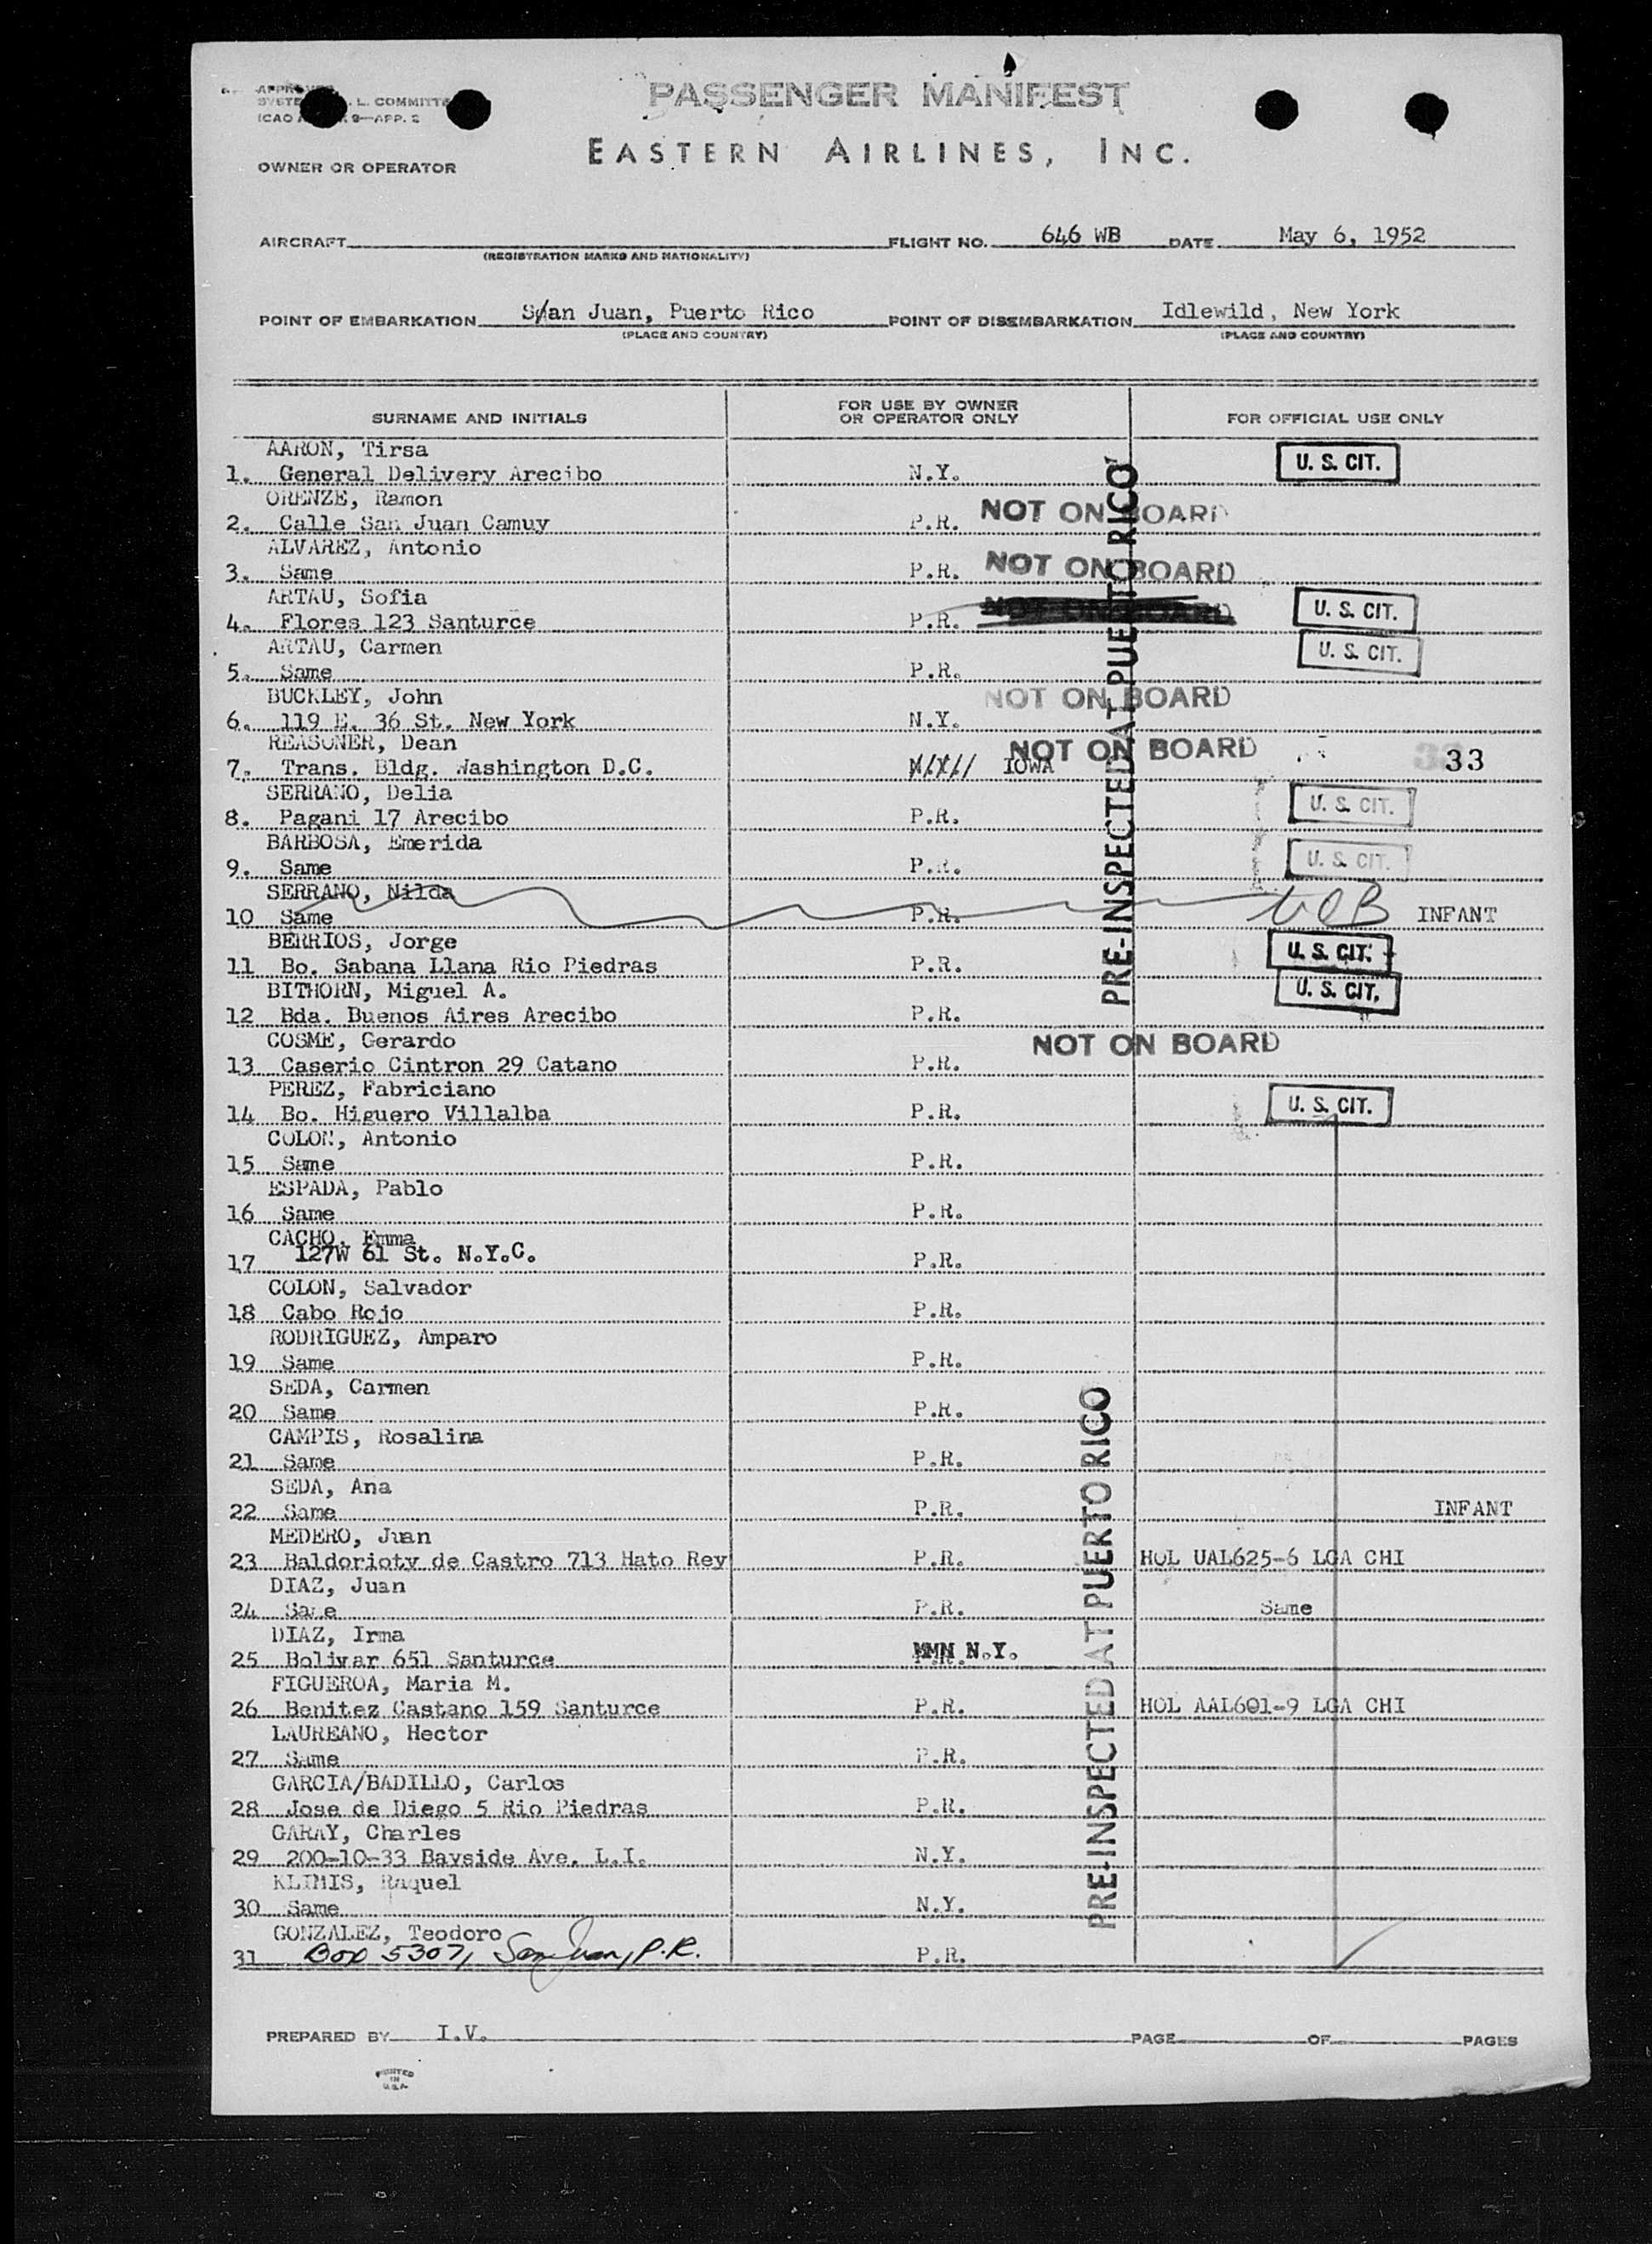 PASSENGER MANIFEST
EASTERN AIRLINES, INC.
L. COMMITTE
ICAO 9—APP. 2
OWNER OR OPERATOR
AIRCRAFT
(REGISTRATION MARKS AND NATIONALITY)
FLIGHT NO. 646 WB DATE May 6, 1952
POINT OF EMBARKATION San Juan, Puerto Rico POINT OF DISEMBARKATION Idlewild, New York
(PLACE AND COUNTRY) (PLACE AND COUNTRY)
SURNAME AND INITIALS FOR USE BY OWNER OR OPERATOR ONLY FOR OFFICIAL USE ONLY
AARON, Tirsa
1. General Delivery Arecibo N.Y. U. S. CIT.
ORENZE, Ramon
2. Calle San Juan Camuy P.R. NOT ON BOARD
ALVAREZ, Antonio
3. Same P.R. NOT ON BOARD
ARTAU, Sofia
4. Flores 123 Santurce P.R. NOT ON BOARD U. S. CIT.
ARTAU, Carmen
5. Same P.R. U. S. CIT.
BUCKLEY, John
6. 119 E. 36 St. New York N.Y. NOT ON BOARD
REASONER, Dean
7. Trans. Bldg. Washington D.C. IOWA NOT ON BOARD 33
SERRANO, Delia
8. Pagani 17 Arecibo P.R. U. S. CIT.
BARBOSA, Emerida
9. Same P.R. U. S. CIT.
SERRANO, Nilda
10 Same P.R. INFANT
BERRIOS, Jorge
11 Bo. Sabana Llana Rio Piedras P.R. U. S. CIT.
BITHORN, Miguel A.
12 Bda. Buenos Aires Arecibo P.R. U. S. CIT.
COSME, Gerardo
13 Caserio Cintron 29 Catano P.R. NOT ON BOARD
PEREZ, Fabriciano
14 Bo. Higuero Villalba P.R. U. S. CIT.
COLON, Antonio
15 Same P.R.
ESPADA, Pablo
16 Same P.R.
CACHO, Emma
17 127W 61 St. N.Y.C. P.R.
COLON, Salvador
18 Cabo Rojo P.R.
RODRIGUEZ, Amparo
19 Same P.R.
SEDA, Carmen
20 Same P.R.
CAMPIS, Rosalina
21 Same P.R.
SEDA, Ana
22 Same P.R. INFANT
MEDERO, Juan
23 Baldorioty de Castro 713 Hato Rey P.R. HOL UAL625-6 LGA CHI
DIAZ, Juan
24 Same P.R. Same
DIAZ, Irma
25 Bolivar 651 Santurce N.Y.
FIGUEROA, Maria M.
26 Benitez Castano 159 Santurce P.R. HOL AAL601-9 LGA CHI
LAUREANO, Hector
27 Same P.R.
GARCIA/BADILLO, Carlos
28 Jose de Diego 5 Rio Piedras P.R.
GARAY, Charles
29 200-10-33 Bayside Ave. L.I. N.Y.
KLIMIS, Raquel
30 Same N.Y.
GONZALEZ, Teodoro
31 Box 5307, San Juan, P.R. P.R.
PRE-INSPECTED AT PUERTO RICO
PRE-INSPECTED AT PUERTO RICO
PREPARED BY I.V. PAGE OF PAGES
PRINTED
IN
U.S.A.